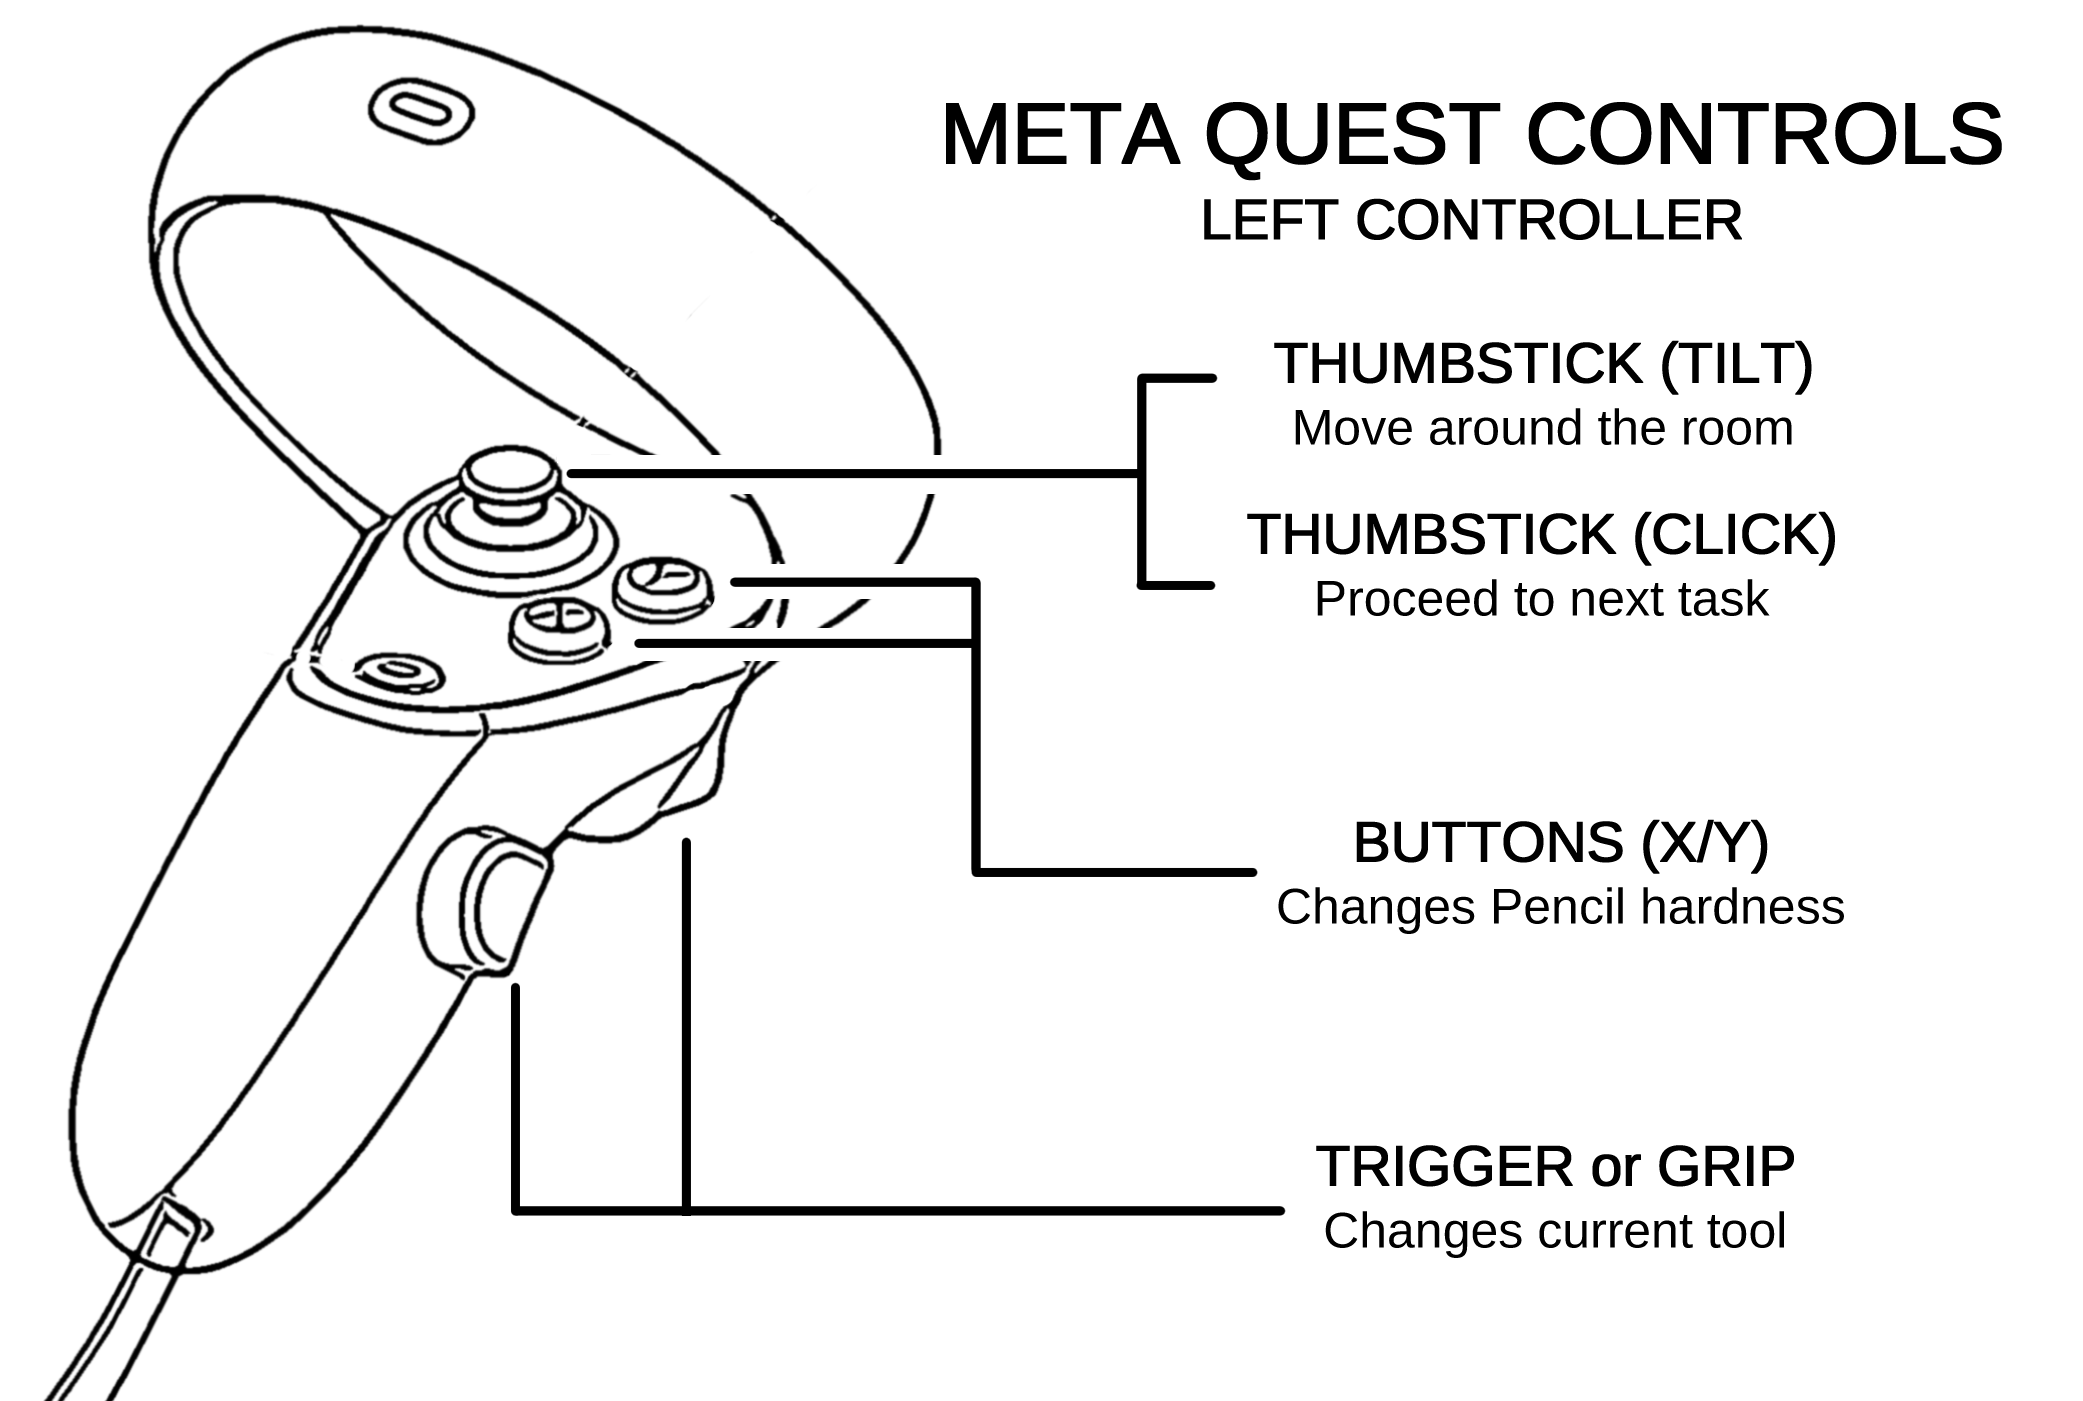 META QUEST CONTROLS
LEFT CONTROLLER
THUMBSTICK (TILT)
Move around the room
THUMBSTICK (CLICK)
Proceed to next task
BUTTONS (X/Y)
Changes Pencil hardness
TRIGGER or GRIP
Changes current tool